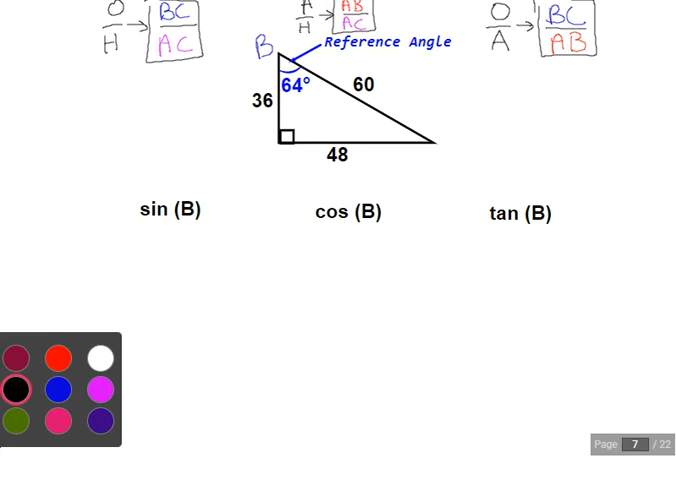 O/H → BC/AC
A/H → AB/AC
O/A → BC/AB
B
Reference Angle
64°
60
36
48
sin (B)
cos (B)
tan (B)
Page 7 / 22